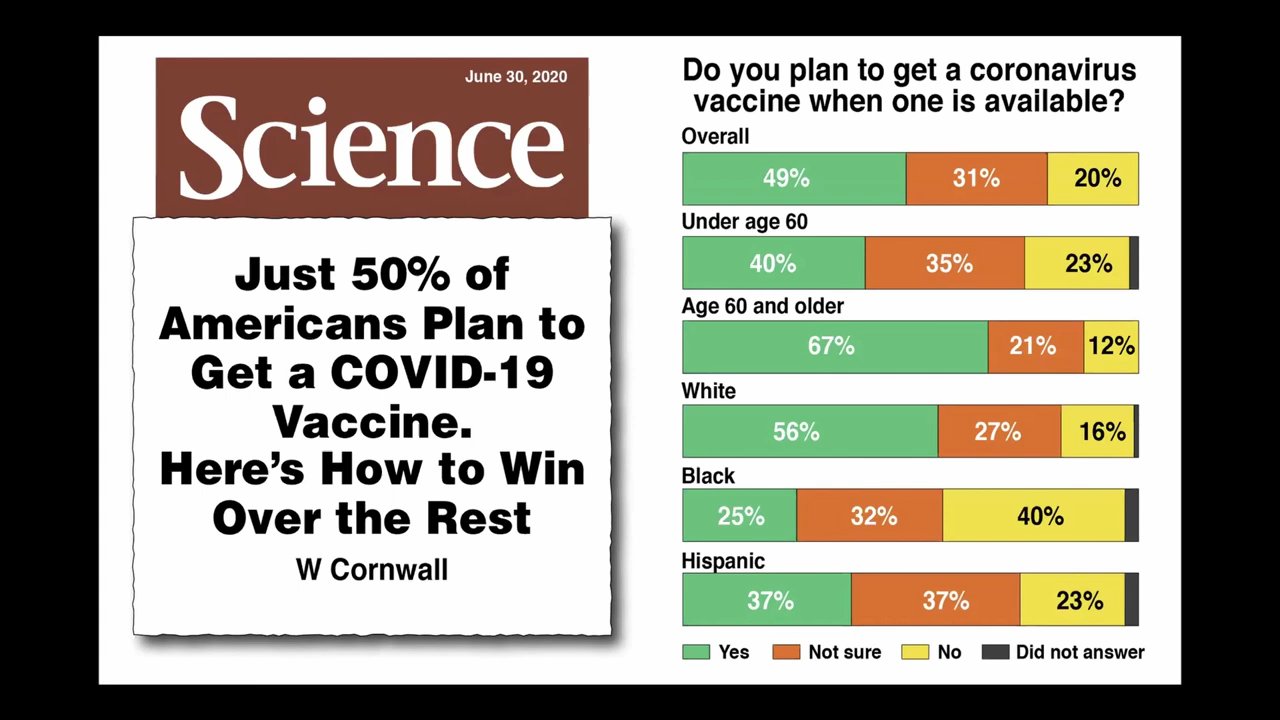 June 30, 2020
Science
Just 50% of
Americans Plan to
Get a COVID-19
Vaccine.
Here's How to Win
Over the Rest
W Cornwall
Do you plan to get a coronavirus
vaccine when one is available?
Overall
49% 31% 20%
Under age 60
40% 35% 23%
Age 60 and older
67% 21% 12%
White
56% 27% 16%
Black
25% 32% 40%
Hispanic
37% 37% 23%
Yes Not sure No Did not answer